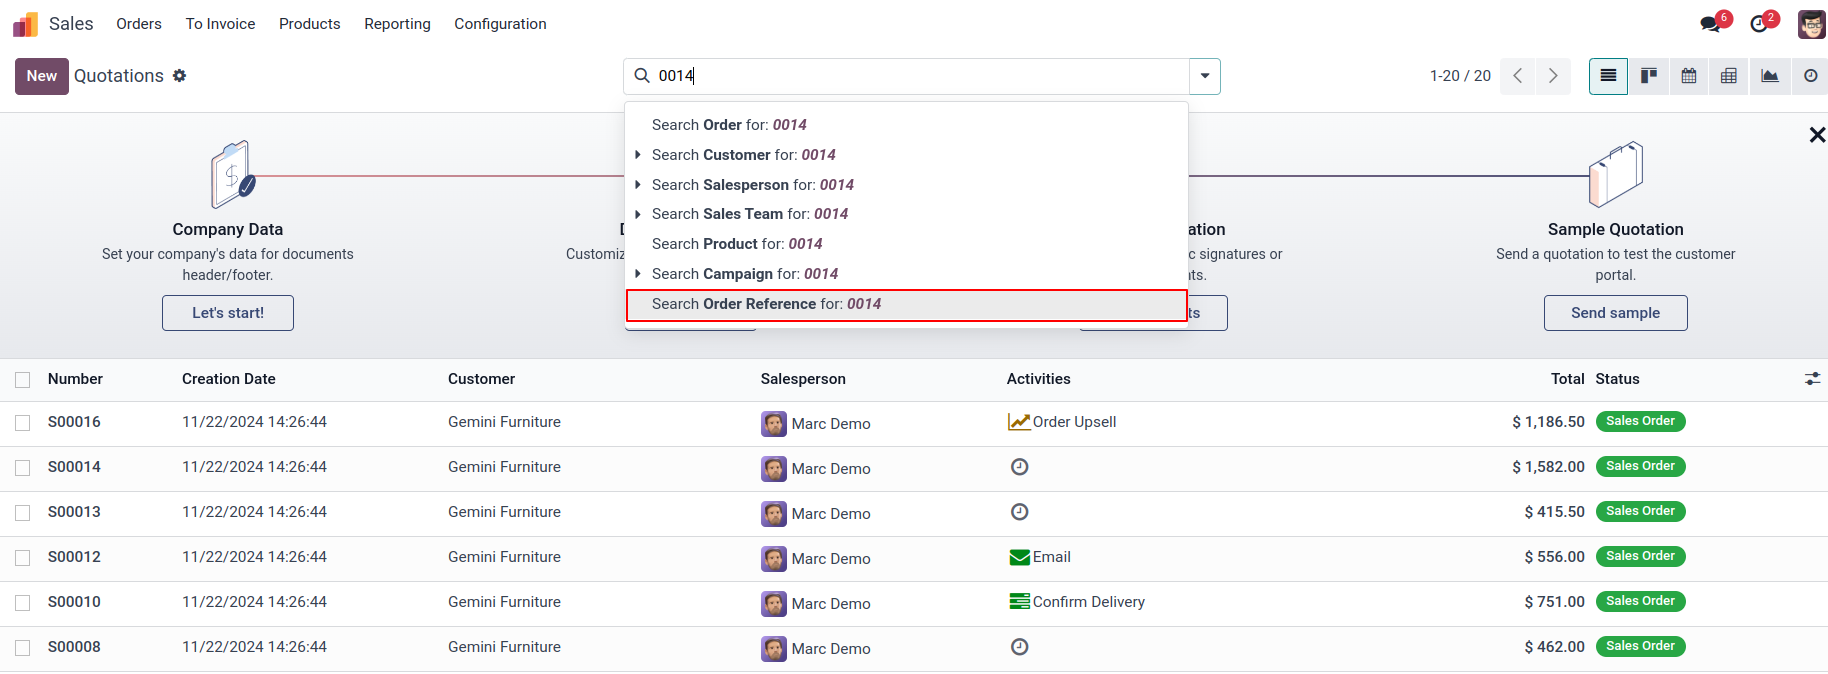 Sales Orders To Invoice Products Reporting Configuration 6 2
New Quotations 0014 1-20 / 20
Search Order for: 0014
Search Customer for: 0014
Search Salesperson for: 0014
Search Sales Team for: 0014
Search Product for: 0014
Search Campaign for: 0014
Search Order Reference for: 0014
$
Company Data
Set your company's data for documents
header/footer.
Let's start!
D
Customiz
ation
c signatures or
nts.
ts
Sample Quotation
Send a quotation to test the customer
portal.
Send sample
Number Creation Date Customer Salesperson Activities Total Status
S00016 11/22/2024 14:26:44 Gemini Furniture Marc Demo Order Upsell $ 1,186.50 Sales Order
S00014 11/22/2024 14:26:44 Gemini Furniture Marc Demo $ 1,582.00 Sales Order
S00013 11/22/2024 14:26:44 Gemini Furniture Marc Demo $ 415.50 Sales Order
S00012 11/22/2024 14:26:44 Gemini Furniture Marc Demo Email $ 556.00 Sales Order
S00010 11/22/2024 14:26:44 Gemini Furniture Marc Demo Confirm Delivery $ 751.00 Sales Order
S00008 11/22/2024 14:26:44 Gemini Furniture Marc Demo $ 462.00 Sales Order